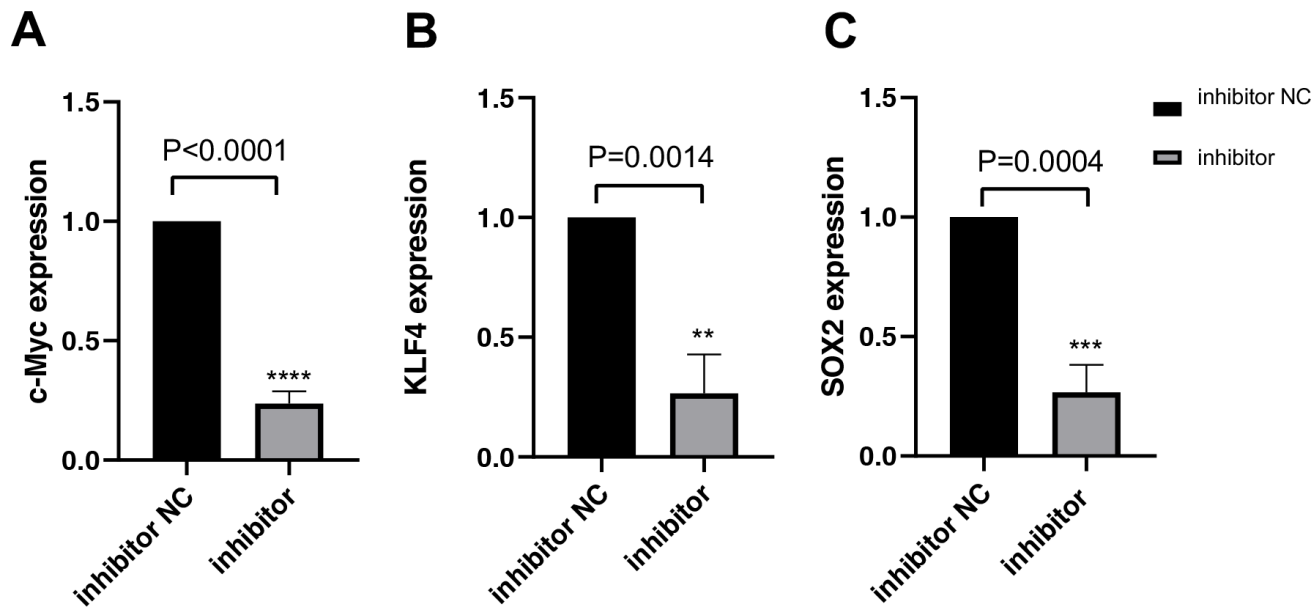 A
c-Myc expression
1.5
1.0
0.5
0.0
P<0.0001
****
inhibitor NC
inhibitor
B
KLF4 expression
1.5
1.0
0.5
0.0
P=0.0014
**
inhibitor NC
inhibitor
C
SOX2 expression
1.5
1.0
0.5
0.0
P=0.0004
***
inhibitor NC
inhibitor
inhibitor NC
inhibitor